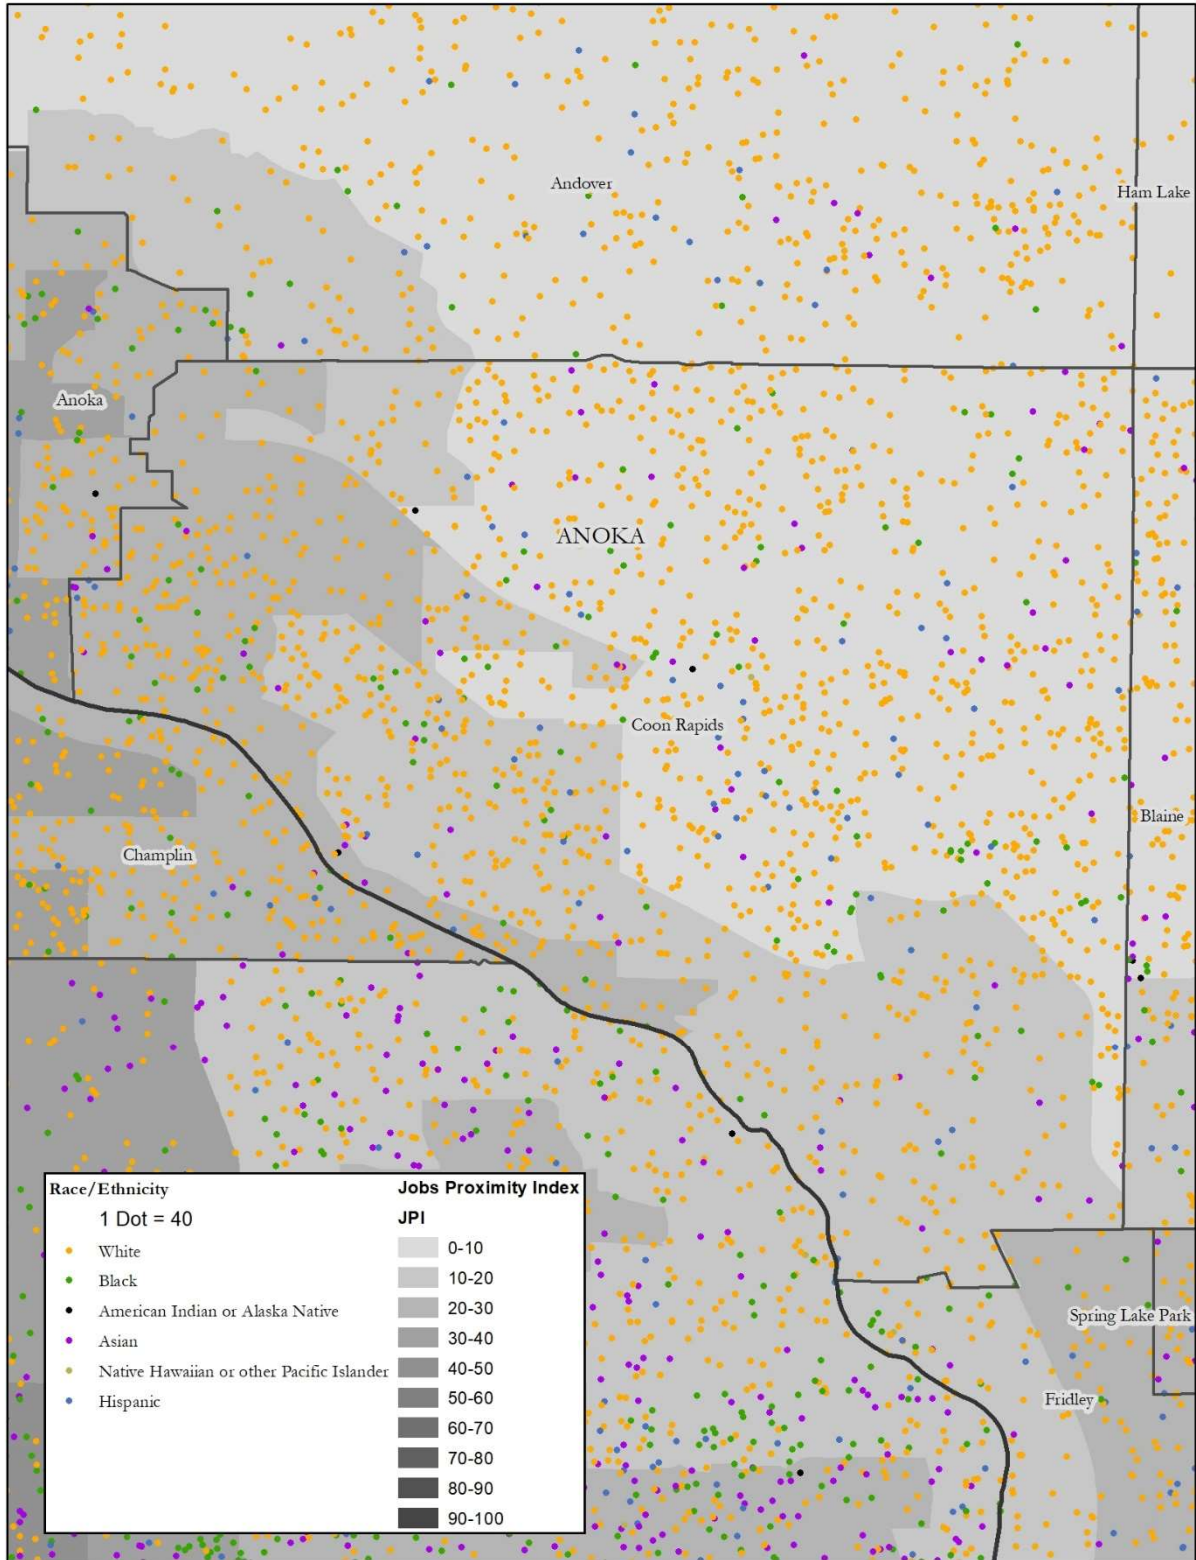 Andover
Ham Lake
Anoka
ANOKA
Coon Rapids
Blaine
Champlin
Race/Ethnicity
1 Dot = 40
White
Black
American Indian or Alaska Native
Asian
Native Hawaiian or other Pacific Islander
Hispanic
Jobs Proximity Index
JPI
0-10
10-20
20-30
30-40
40-50
50-60
60-70
70-80
80-90
90-100
Spring Lake Park
Fridley